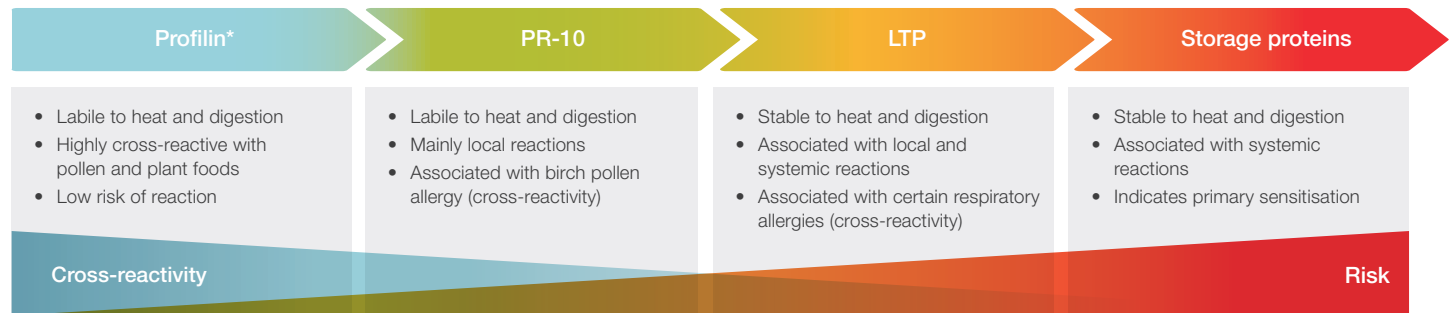 Profilin*
PR-10
LTP
Storage proteins
• Labile to heat and digestion
• Highly cross-reactive with
pollen and plant foods
• Low risk of reaction
• Labile to heat and digestion
• Mainly local reactions
• Associated with birch pollen
allergy (cross-reactivity)
• Stable to heat and digestion
• Associated with local and
systemic reactions
• Associated with certain respiratory
allergies (cross-reactivity)
• Stable to heat and digestion
• Associated with systemic
reactions
• Indicates primary sensitisation
Cross-reactivity
Risk